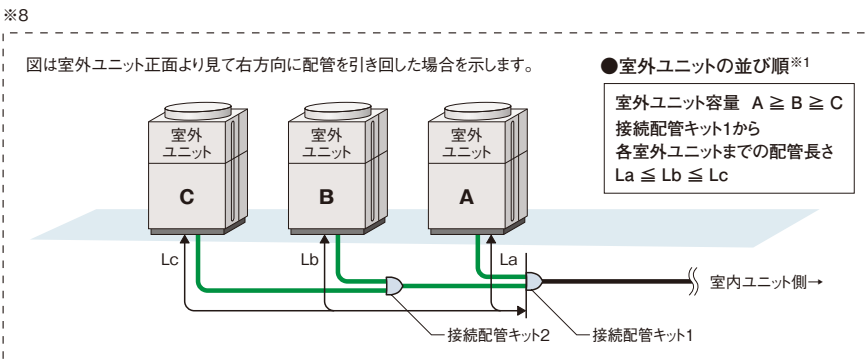 ※8
図は室外ユニット正面より見て右方向に配管を引き回した場合を示します。
●室外ユニットの並び順※1
室外ユニット容量 A ≧ B ≧ C
接続配管キット1から
各室外ユニットまでの配管長さ
La ≦ Lb ≦ Lc
室外
ユニット
C
室外
ユニット
B
室外
ユニット
A
Lc
Lb
La
室内ユニット側→
接続配管キット2
接続配管キット1